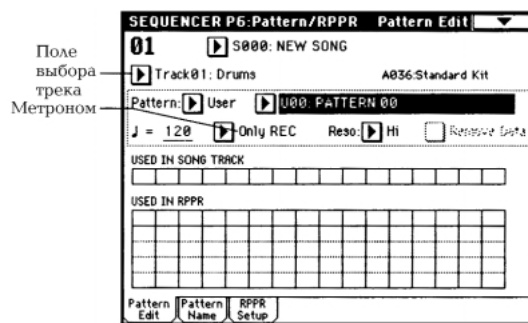 SEQUENCER P6:Pattern/RPPR Pattern Edit
01 S000: NEW SONG
Поле
выбора
трека
Метроном
Track01: Drums A036:Standard Kit
Pattern: User U00: PATTERN 00
♩ = 120 Only REC Reso: Hi Remove Data
USED IN SONG TRACK
USED IN RPPR
Pattern Edit
Pattern Name
RPPR Setup